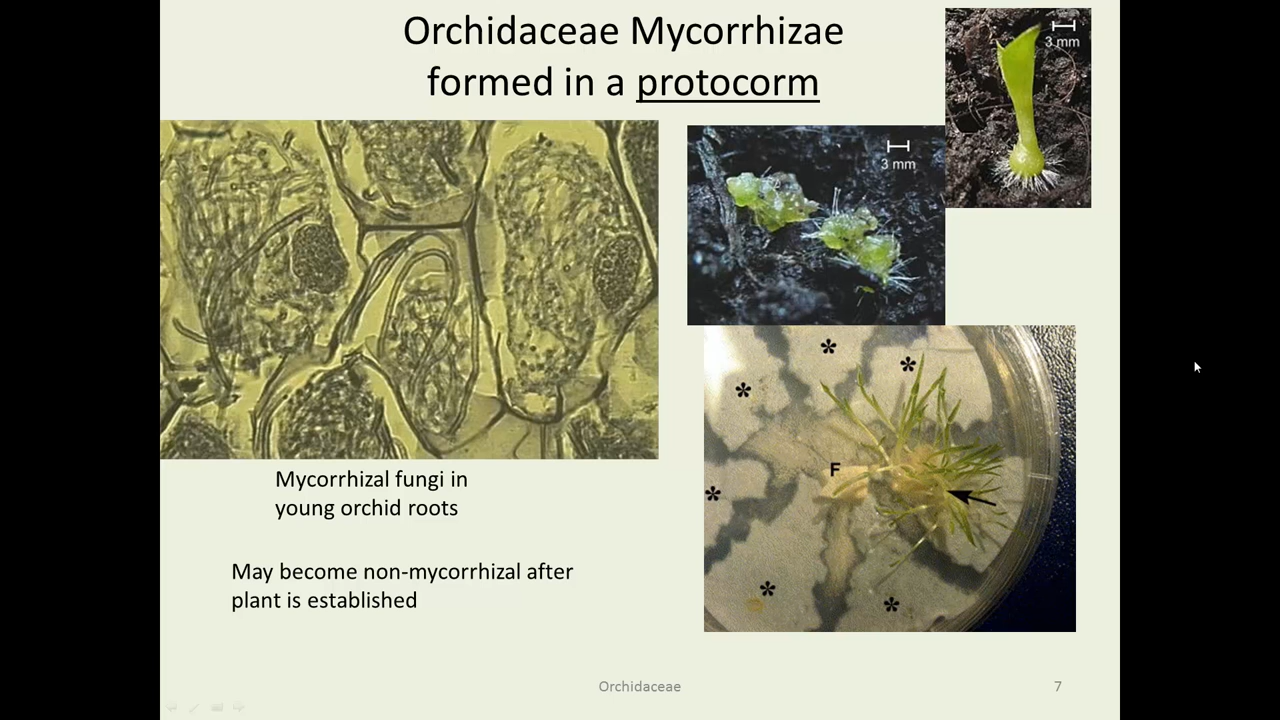 Orchidaceae Mycorrhizae
formed in a protocorm
3 mm
3 mm
*
*
*
F
*
*
*
Mycorrhizal fungi in
young orchid roots
May become non-mycorrhizal after
plant is established
Orchidaceae
7